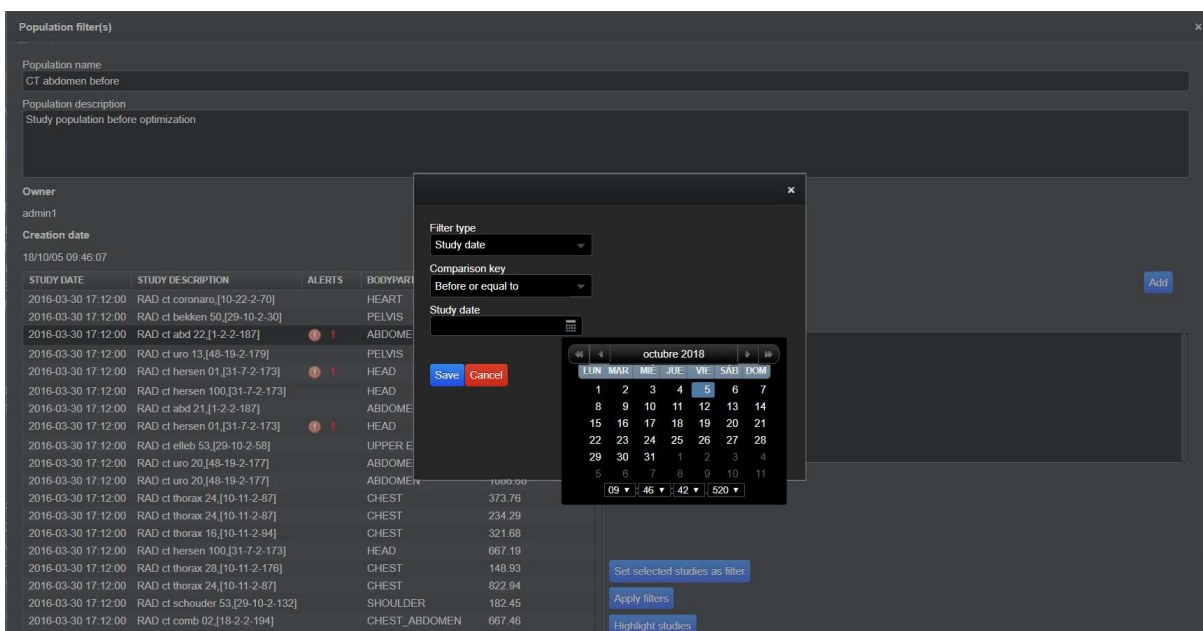 Population filter(s)
×
Population name
CT abdomen before
Population description
Study population before optimization
Owner
admin1
Creation date
18/10/05 09:46:07
×
Filter type
Study date
Comparison key
Before or equal to
Study date
Save Cancel
octubre 2018
LUN MAR MIÉ JUE VIE SÁB DOM
1 2 3 4 5 6 7
8 9 10 11 12 13 14
15 16 17 18 19 20 21
22 23 24 25 26 27 28
29 30 31 1 2 3 4
5 6 7 8 9 10 11
09 : 46 : 42 . 520
Add
STUDY DATE STUDY DESCRIPTION ALERTS BODYPART
2016-03-30 17:12:00 RAD ct coronaro,[10-22-2-70] HEART
2016-03-30 17:12:00 RAD ct bekken 50,[29-10-2-30] PELVIS
2016-03-30 17:12:00 RAD ct abd 22,[1-2-2-187] 1 ABDOME
2016-03-30 17:12:00 RAD ct uro 13,[48-19-2-179] PELVIS
2016-03-30 17:12:00 RAD ct hersen 01,[31-7-2-173] 1 HEAD
2016-03-30 17:12:00 RAD ct hersen 100,[31-7-2-173] HEAD
2016-03-30 17:12:00 RAD ct abd 21,[1-2-2-187] ABDOME
2016-03-30 17:12:00 RAD ct hersen 01,[31-7-2-173] 1 HEAD
2016-03-30 17:12:00 RAD ct elleb 53,[29-10-2-58] UPPER E
2016-03-30 17:12:00 RAD ct uro 20,[48-19-2-177] ABDOME
2016-03-30 17:12:00 RAD ct uro 20,[48-19-2-177] ABDOMEN
2016-03-30 17:12:00 RAD ct thorax 24,[10-11-2-87] CHEST 373.76
2016-03-30 17:12:00 RAD ct thorax 24,[10-11-2-87] CHEST 234.29
2016-03-30 17:12:00 RAD ct thorax 16,[10-11-2-94] CHEST 321.68
2016-03-30 17:12:00 RAD ct hersen 100,[31-7-2-173] HEAD 667.19
2016-03-30 17:12:00 RAD ct thorax 28,[10-11-2-176] CHEST 148.93
2016-03-30 17:12:00 RAD ct thorax 24,[10-11-2-87] CHEST 822.94
2016-03-30 17:12:00 RAD ct schouder 53,[29-10-2-132] SHOULDER 182.45
2016-03-30 17:12:00 RAD ct comb 02,[18-2-2-194] CHEST_ABDOMEN 667.46
Set selected studies as filter
Apply filters
Highlight studies